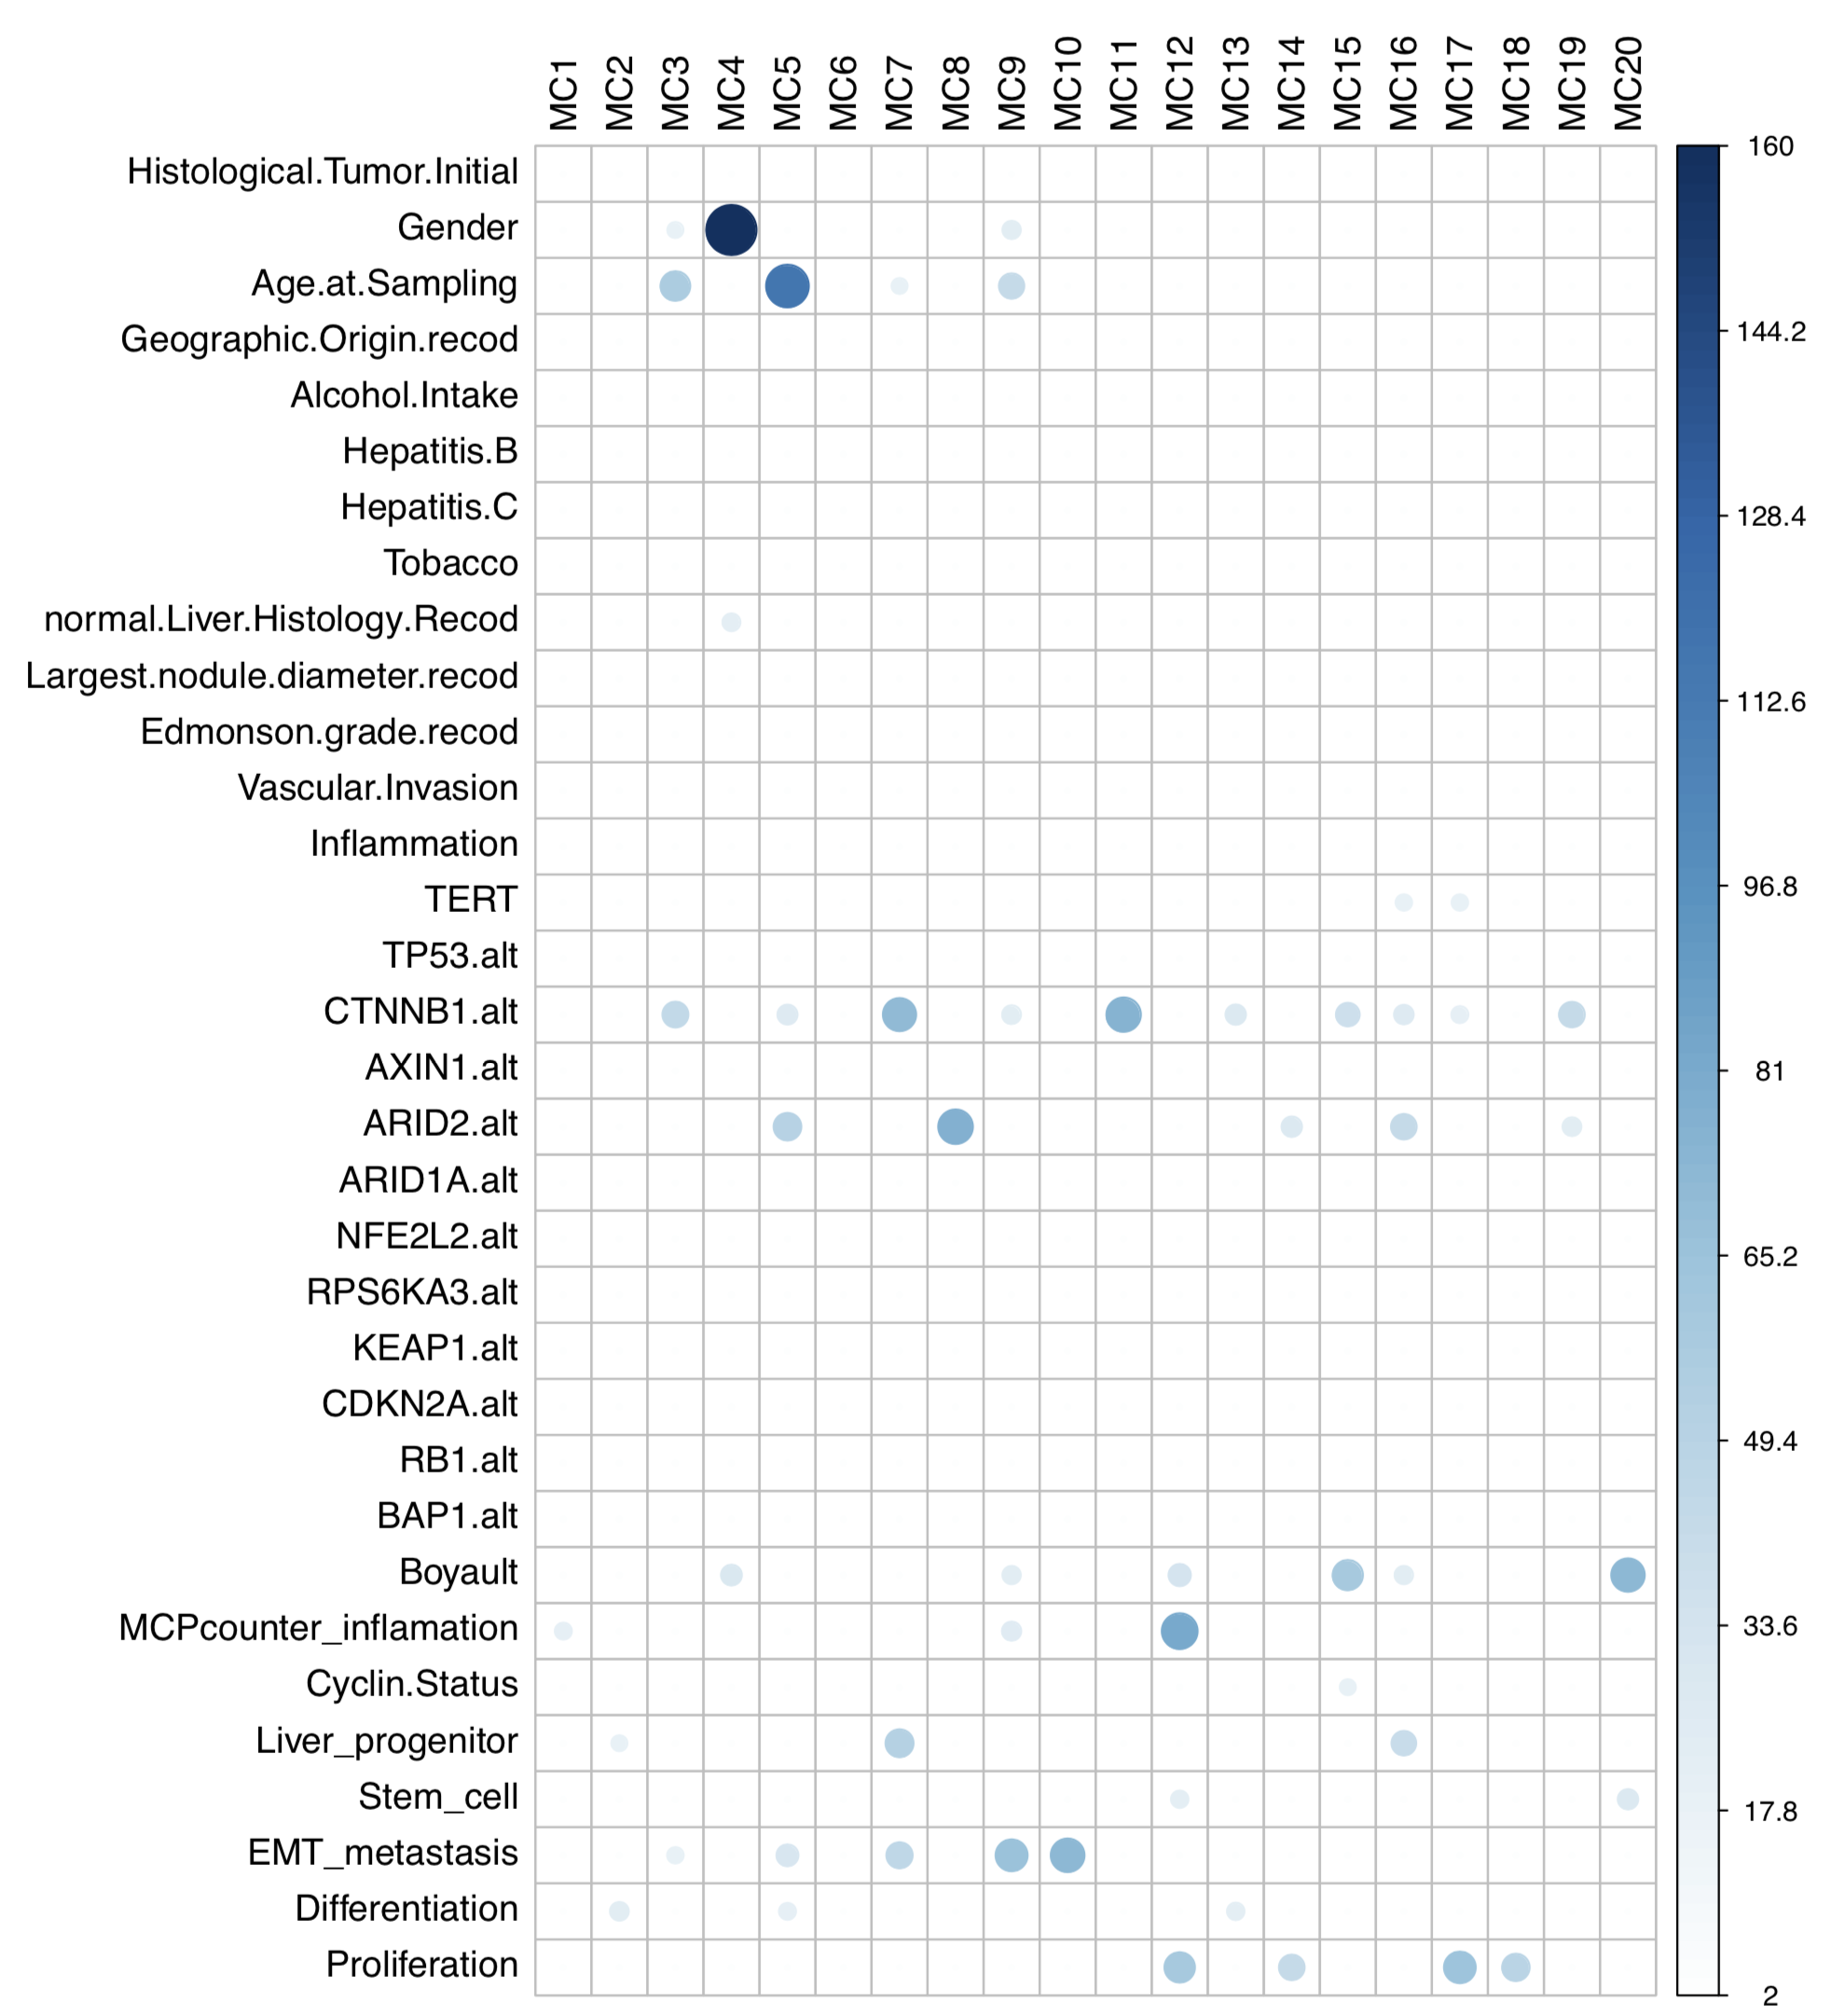 MC1 MC2 MC3 MC4 MC5 MC6 MC7 MC8 MC9 MC10 MC11 MC12 MC13 MC14 MC15 MC16 MC17 MC18 MC19 MC20
Histological.Tumor.Initial
Gender
Age.at.Sampling
Geographic.Origin.recod
Alcohol.Intake
Hepatitis.B
Hepatitis.C
Tobacco
normal.Liver.Histology.Recod
Largest.nodule.diameter.recod
Edmonson.grade.recod
Vascular.Invasion
Inflammation
TERT
TP53.alt
CTNNB1.alt
AXIN1.alt
ARID2.alt
ARID1A.alt
NFE2L2.alt
RPS6KA3.alt
KEAP1.alt
CDKN2A.alt
RB1.alt
BAP1.alt
Boyault
MCPcounter_inflamation
Cyclin.Status
Liver_progenitor
Stem_cell
EMT_metastasis
Differentiation
Proliferation
160
144.2
128.4
112.6
96.8
81
65.2
49.4
33.6
17.8
2